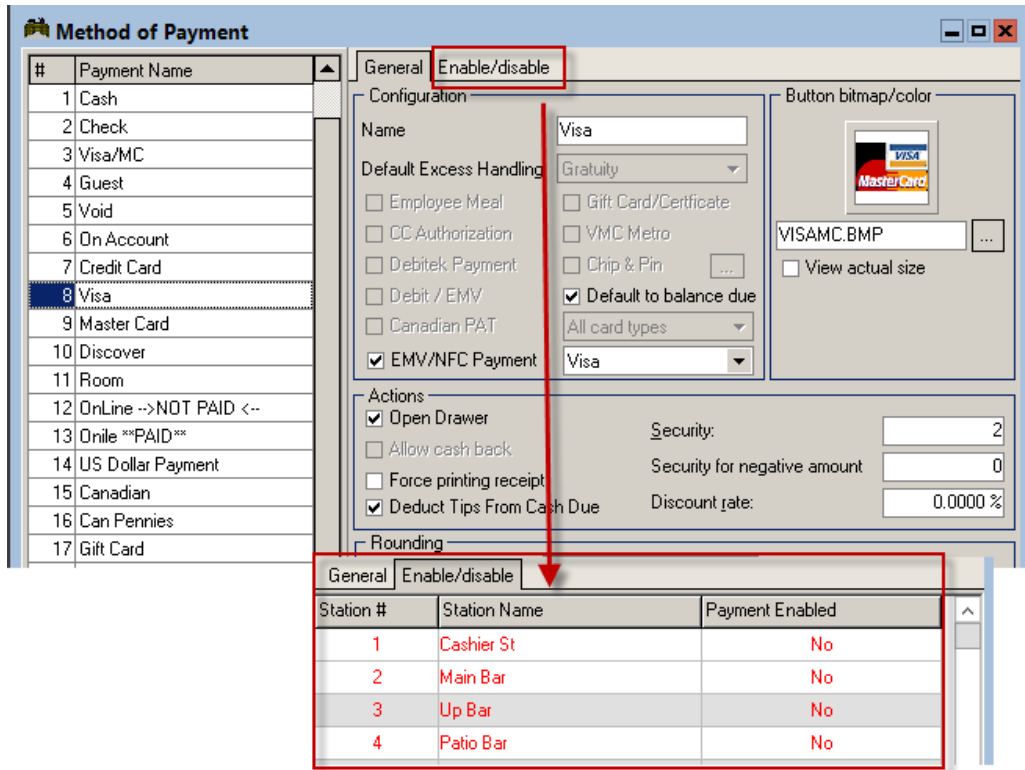 Method of Payment
# Payment Name
1 Cash
2 Check
3 Visa/MC
4 Guest
5 Void
6 On Account
7 Credit Card
8 Visa
9 Master Card
10 Discover
11 Room
12 OnLine -->NOT PAID <--
13 Onile **PAID**
14 US Dollar Payment
15 Canadian
16 Can Pennies
17 Gift Card
General Enable/disable
Configuration
Name Visa
Default Excess Handling Gratuity
Employee Meal Gift Card/Certficate
CC Authorization VMC Metro
Debitek Payment Chip & Pin ...
Debit / EMV Default to balance due
Canadian PAT All card types
EMV/NFC Payment Visa
Button bitmap/color
VISA
MasterCard
VISAMC.BMP ...
View actual size
Actions
Open Drawer
Allow cash back
Force printing receipt
Deduct Tips From Cash Due
Security: 2
Security for negative amount 0
Discount rate: 0.0000 %
Rounding
General Enable/disable
Station # Station Name Payment Enabled
1 Cashier St No
2 Main Bar No
3 Up Bar No
4 Patio Bar No